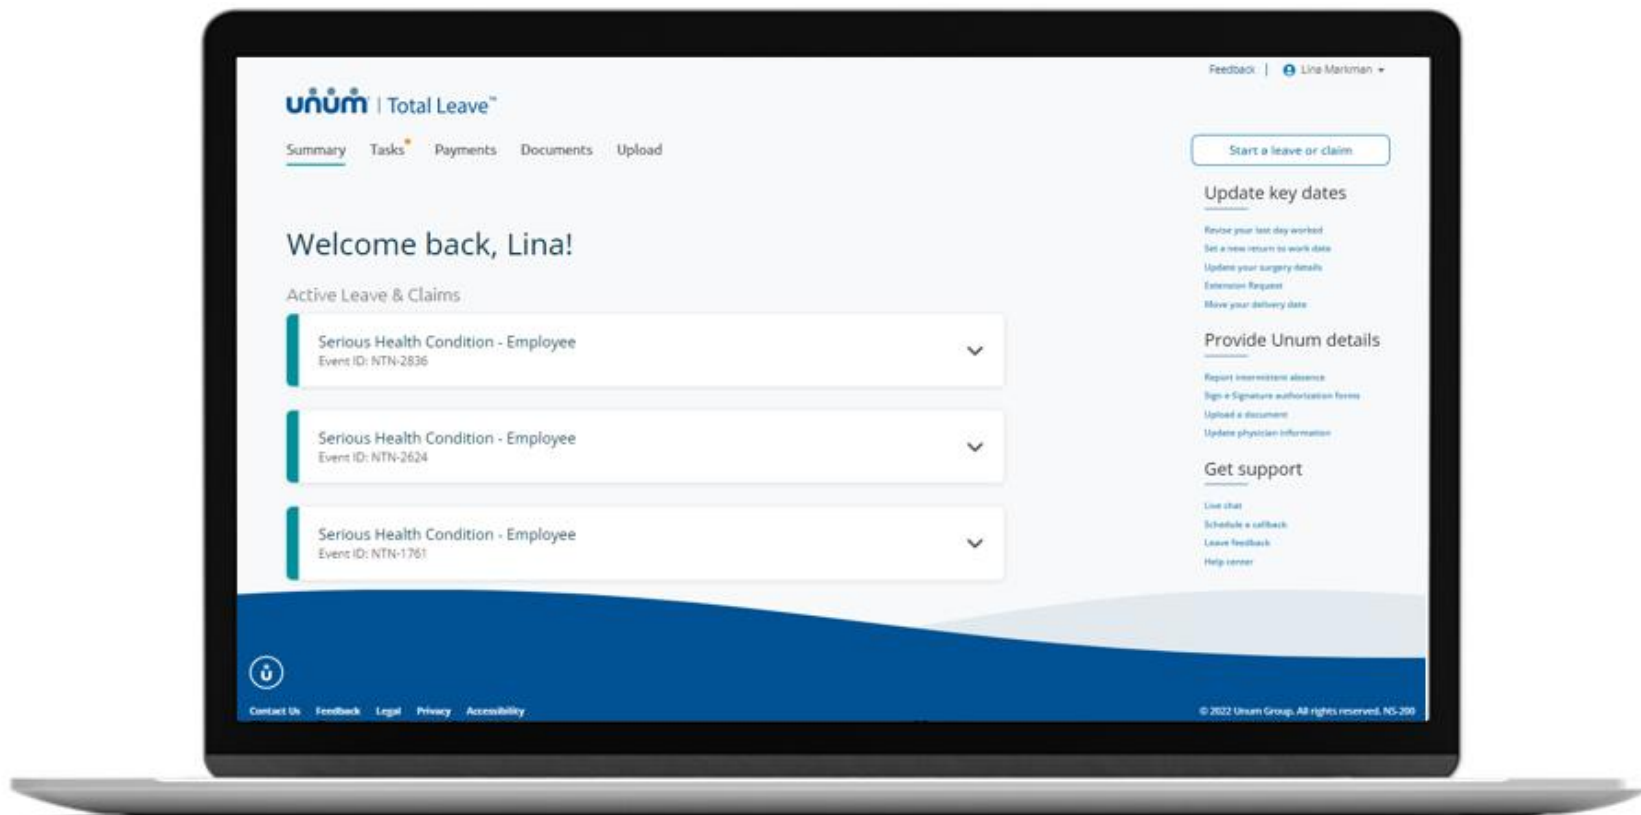 Feedback | Lina Markman
unum | Total Leave™
Summary Tasks Payments Documents Upload
Start a leave or claim
Welcome back, Lina!
Active Leave & Claims
Serious Health Condition - Employee
Event ID: NTN-2836
Serious Health Condition - Employee
Event ID: NTN-2624
Serious Health Condition - Employee
Event ID: NTN-1761
Update key dates
Revise your last day worked
Set a new return to work date
Update your surgery details
Extension Request
Move your delivery date
Provide Unum details
Report intermittent absence
Sign e Signature authorization forms
Upload a document
Update physician information
Get support
Live chat
Schedule a callback
Leave feedback
Help center
u
Contact Us Feedback Legal Privacy Accessibility
© 2022 Unum Group. All rights reserved. NS-200